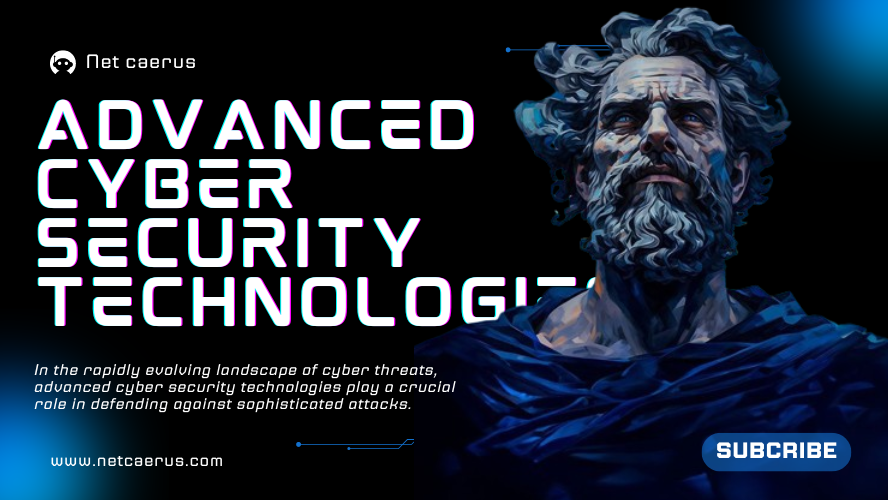 Net caerus
ADVANCED
CYBER
SECURITY
TECHNOLOGIES
In the rapidly evolving landscape of cyber threats,
advanced cyber security technologies play a crucial
role in defending against sophisticated attacks.
www.netcaerus.com
SUBCRIBE